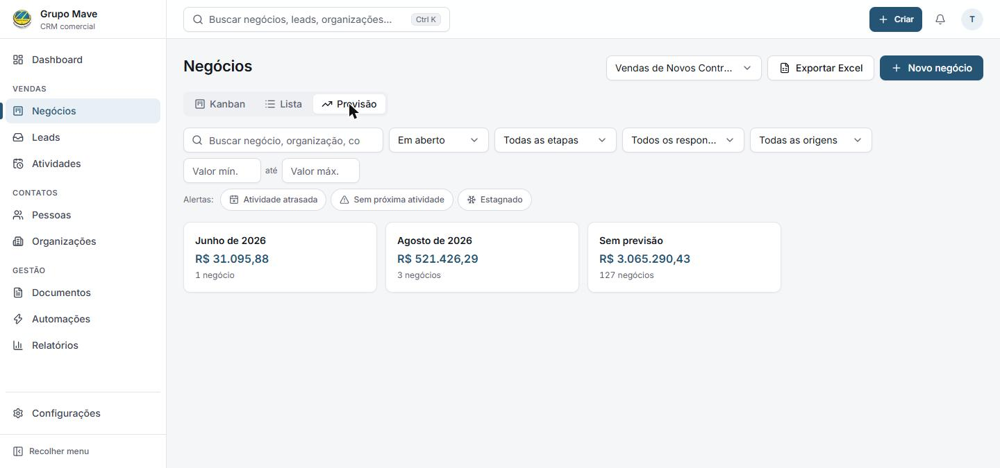 Grupo Mave
CRM comercial
Buscar negócios, leads, organizações...
Ctrl K
Criar
T
Dashboard
VENDAS
Negócios
Leads
Atividades
CONTATOS
Pessoas
Organizações
GESTÃO
Documentos
Automações
Relatórios
Configurações
Recolher menu
Negócios
Vendas de Novos Contr...
Exportar Excel
Novo negócio
Kanban
Lista
Previsão
Buscar negócio, organização, co
Em aberto
Todas as etapas
Todos os respon...
Todas as origens
Valor mín.
até
Valor máx.
Alertas:
Atividade atrasada
Sem próxima atividade
Estagnado
Junho de 2026
R$ 31.095,88
1 negócio
Agosto de 2026
R$ 521.426,29
3 negócios
Sem previsão
R$ 3.065.290,43
127 negócios